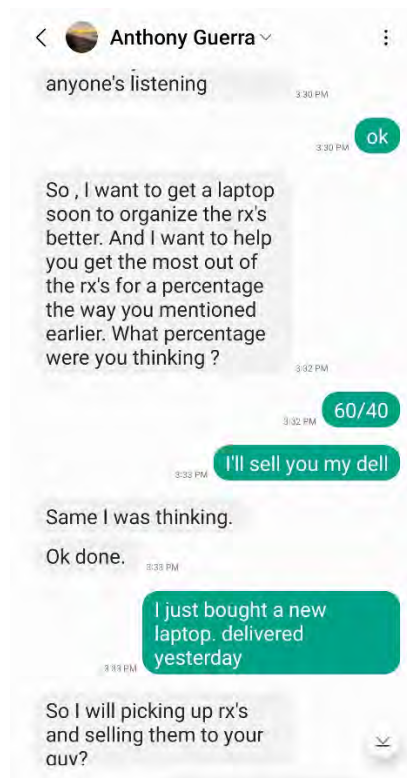 Anthony Guerra
anyone's listening
3:30 PM
ok
3:30 PM
So , I want to get a laptop
soon to organize the rx's
better. And I want to help
you get the most out of
the rx's for a percentage
the way you mentioned
earlier. What percentage
were you thinking ?
3:32 PM
60/40
3:32 PM
I'll sell you my dell
3:33 PM
Same I was thinking.
Ok done.
3:33 PM
I just bought a new
laptop. delivered
yesterday
3:33 PM
So I will picking up rx's
and selling them to your
guy?